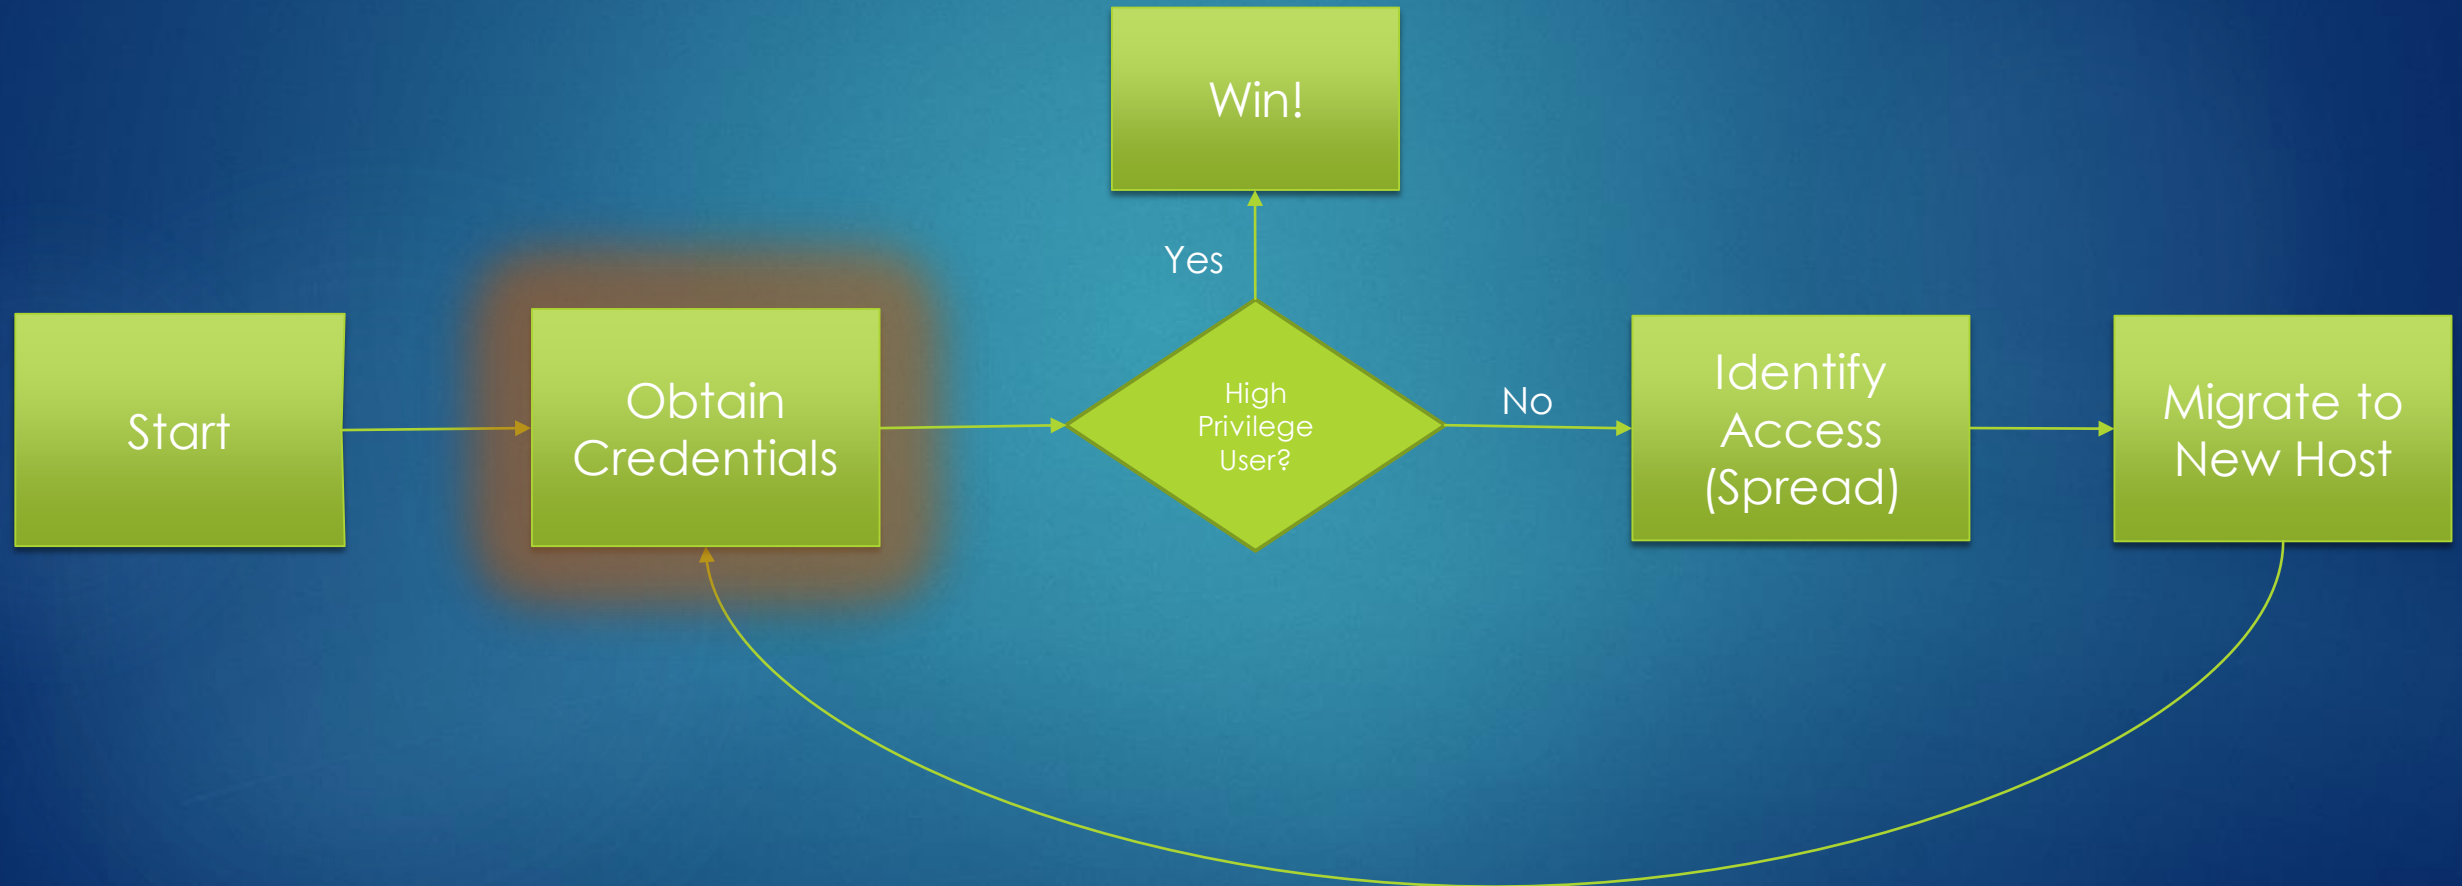 Win!
Yes
Start
Obtain
Credentials
High
Privilege
User?
No
Identify
Access
(Spread)
Migrate to
New Host